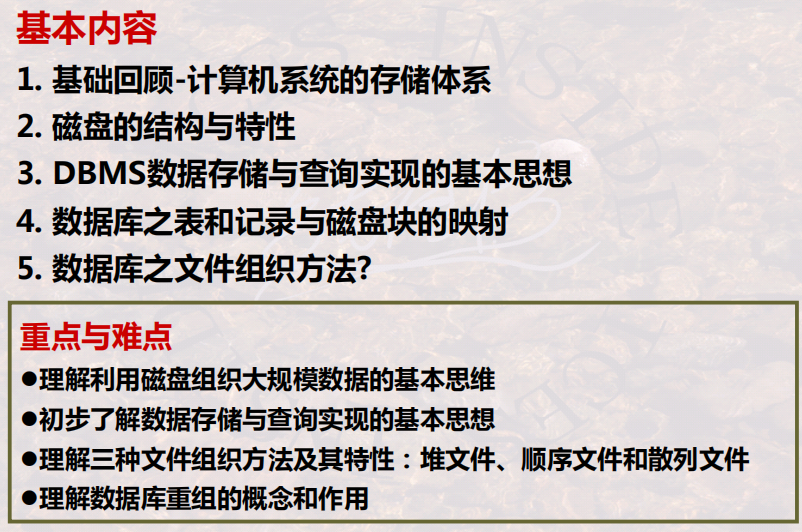 基本内容
1. 基础回顾-计算机系统的存储体系
2. 磁盘的结构与特性
3. DBMS数据存储与查询实现的基本思想
4. 数据库之表和记录与磁盘块的映射
5. 数据库之文件组织方法?
重点与难点
●理解利用磁盘组织大规模数据的基本思维
●初步了解数据存储与查询实现的基本思想
●理解三种文件组织方法及其特性：堆文件、顺序文件和散列文件
●理解数据库重组的概念和作用